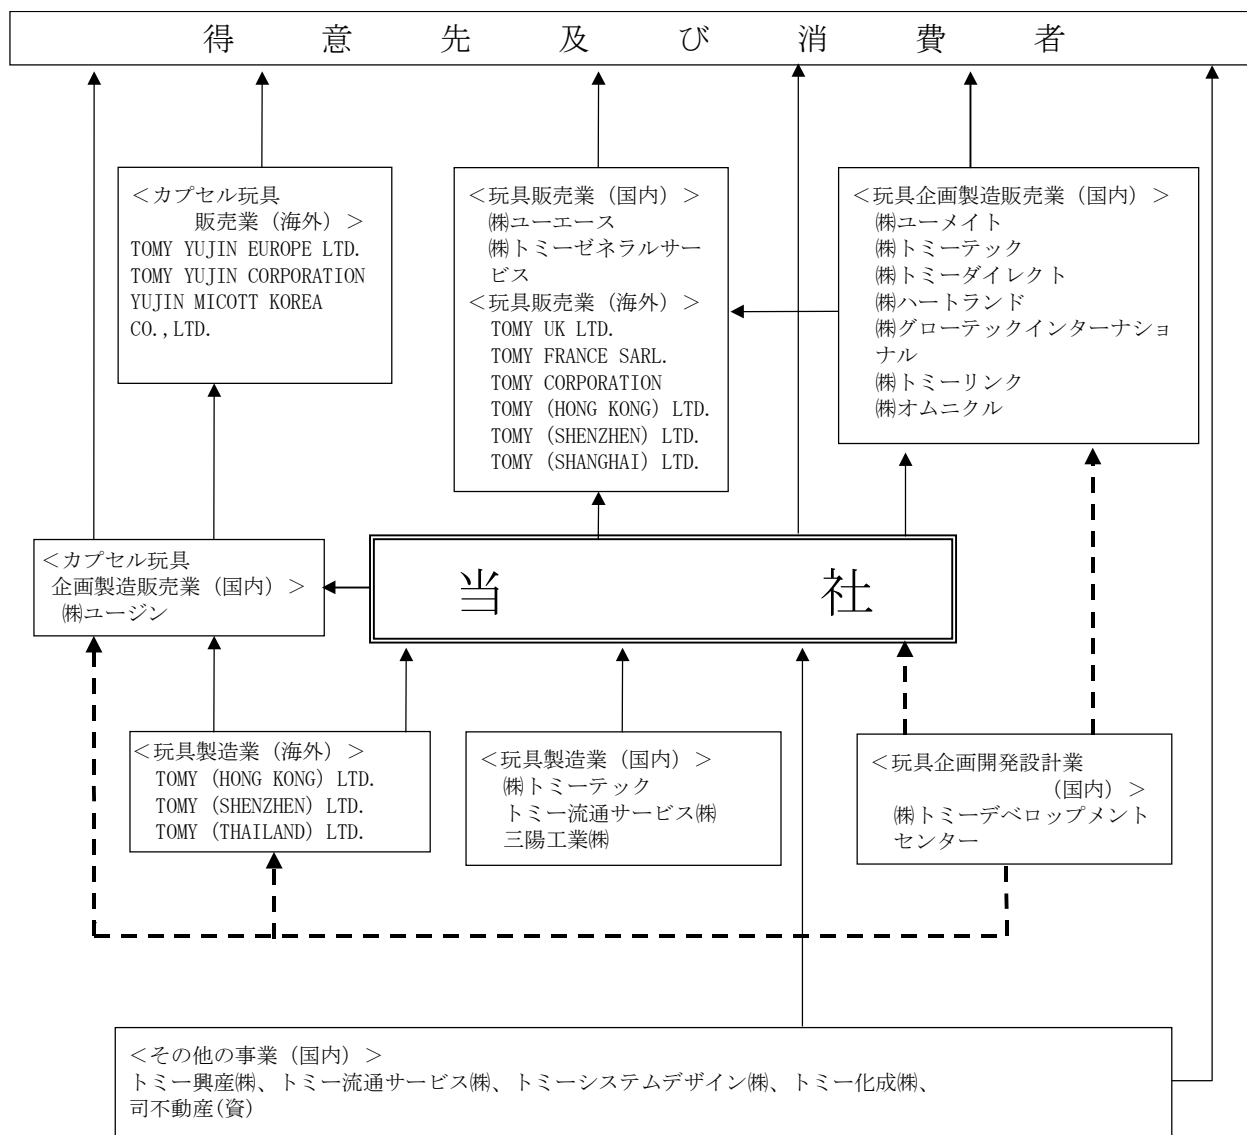 得意先及び消費者
＜カプセル玩具
販売業（海外）＞
TOMY YUJIN EUROPE LTD.
TOMY YUJIN CORPORATION
YUJIN MICOTT KOREA
CO.,LTD.
＜玩具販売業（国内）＞
㈱ユーエース
㈱トミーゼネラルサー
ビス
＜玩具販売業（海外）＞
TOMY UK LTD.
TOMY FRANCE SARL.
TOMY CORPORATION
TOMY (HONG KONG) LTD.
TOMY (SHENZHEN) LTD.
TOMY (SHANGHAI) LTD.
＜玩具企画製造販売業（国内）＞
㈱ユーメイト
㈱トミーテック
㈱トミーダイレクト
㈱ハートランド
㈱グローテックインターナショ
ナル
㈱トミーリンク
㈱オムニクル
＜カプセル玩具
企画製造販売業（国内）＞
㈱ユージン
当社
＜玩具製造業（海外）＞
TOMY (HONG KONG) LTD.
TOMY (SHENZHEN) LTD.
TOMY (THAILAND) LTD.
＜玩具製造業（国内）＞
㈱トミーテック
トミー流通サービス㈱
三陽工業㈱
＜玩具企画開発設計業
（国内）＞
㈱トミーデベロップメント
センター
＜その他の事業（国内）＞
トミー興産㈱、トミー流通サービス㈱、トミーシステムデザイン㈱、トミー化成㈱、
司不動産(資)